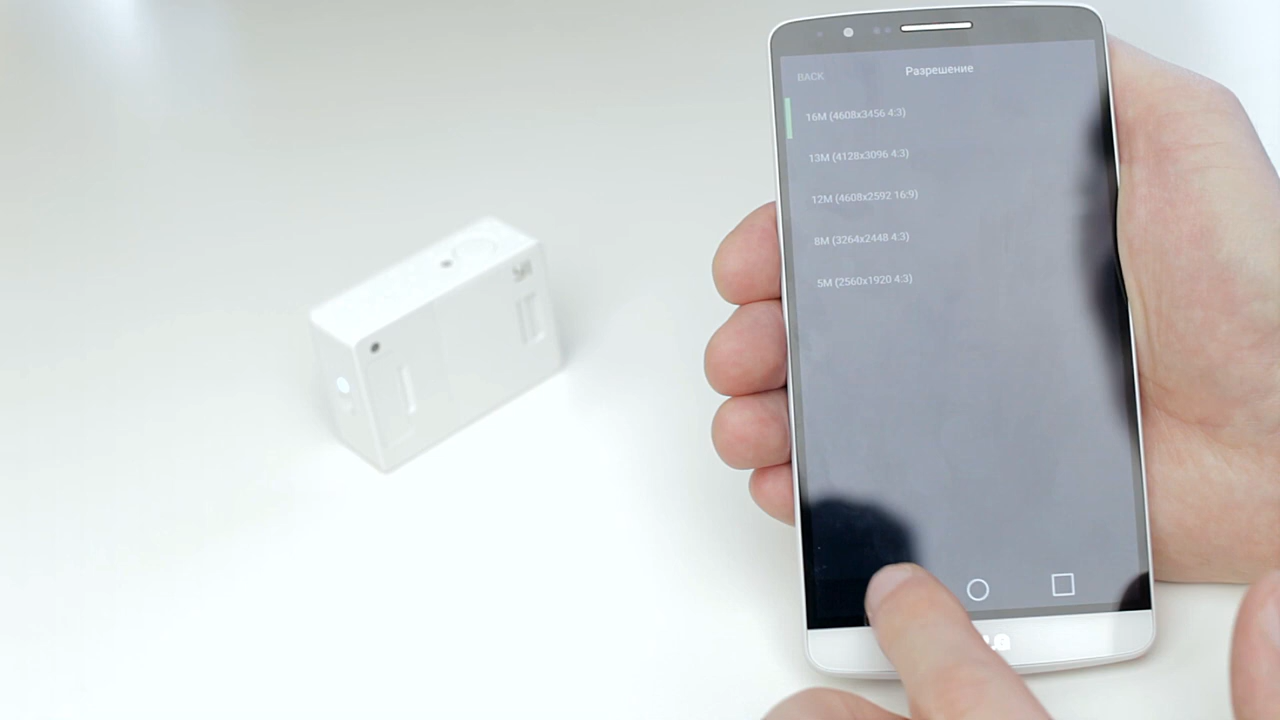 BACK
Разрешение
16M (4608x3456 4:3)
13M (4128x3096 4:3)
12M (4608x2592 16:9)
8M (3264x2448 4:3)
5M (2560x1920 4:3)